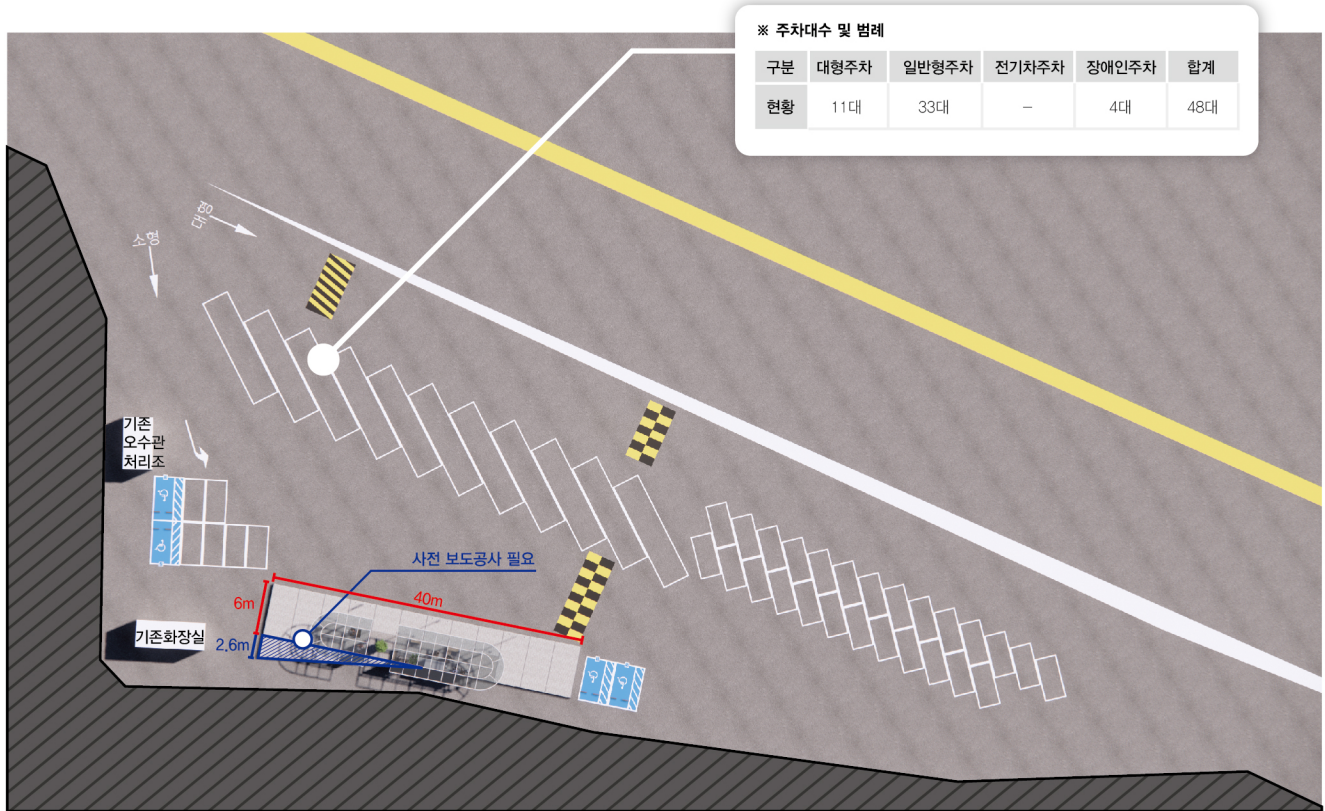 ※ 주차대수 및 범례
구분 대형주차 일반형주차 전기차주차 장애인주차 합계
현황 11대 33대 – 4대 48대
대형
소형
기존
오수관
처리조
사전 보도공사 필요
6m
40m
기존화장실
2.6m